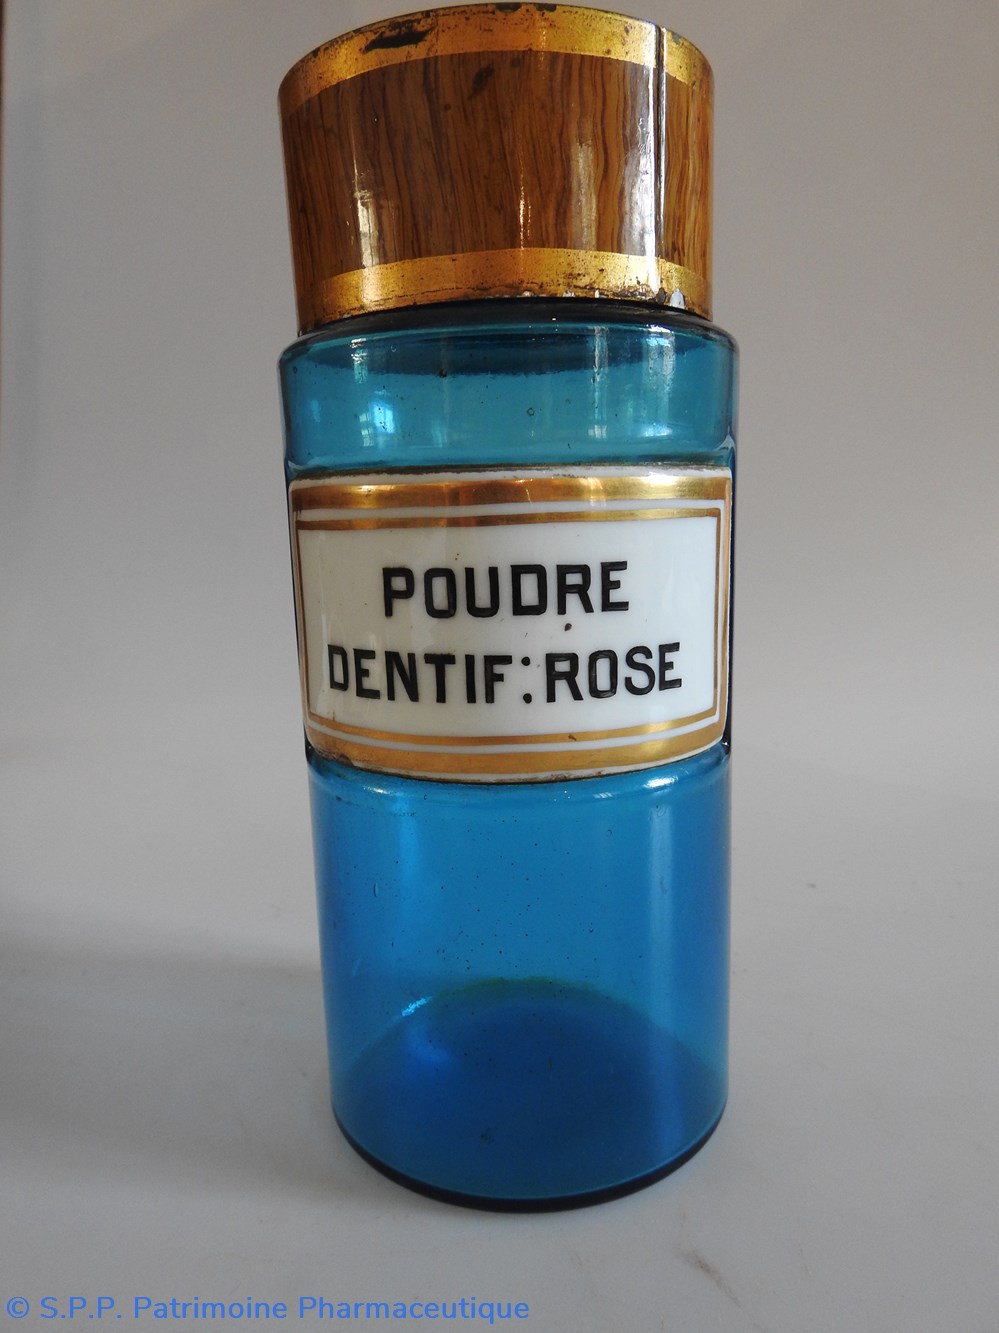 POUDRE
DENTIF:ROSE
© S.P.P. Patrimoine Pharmaceutique